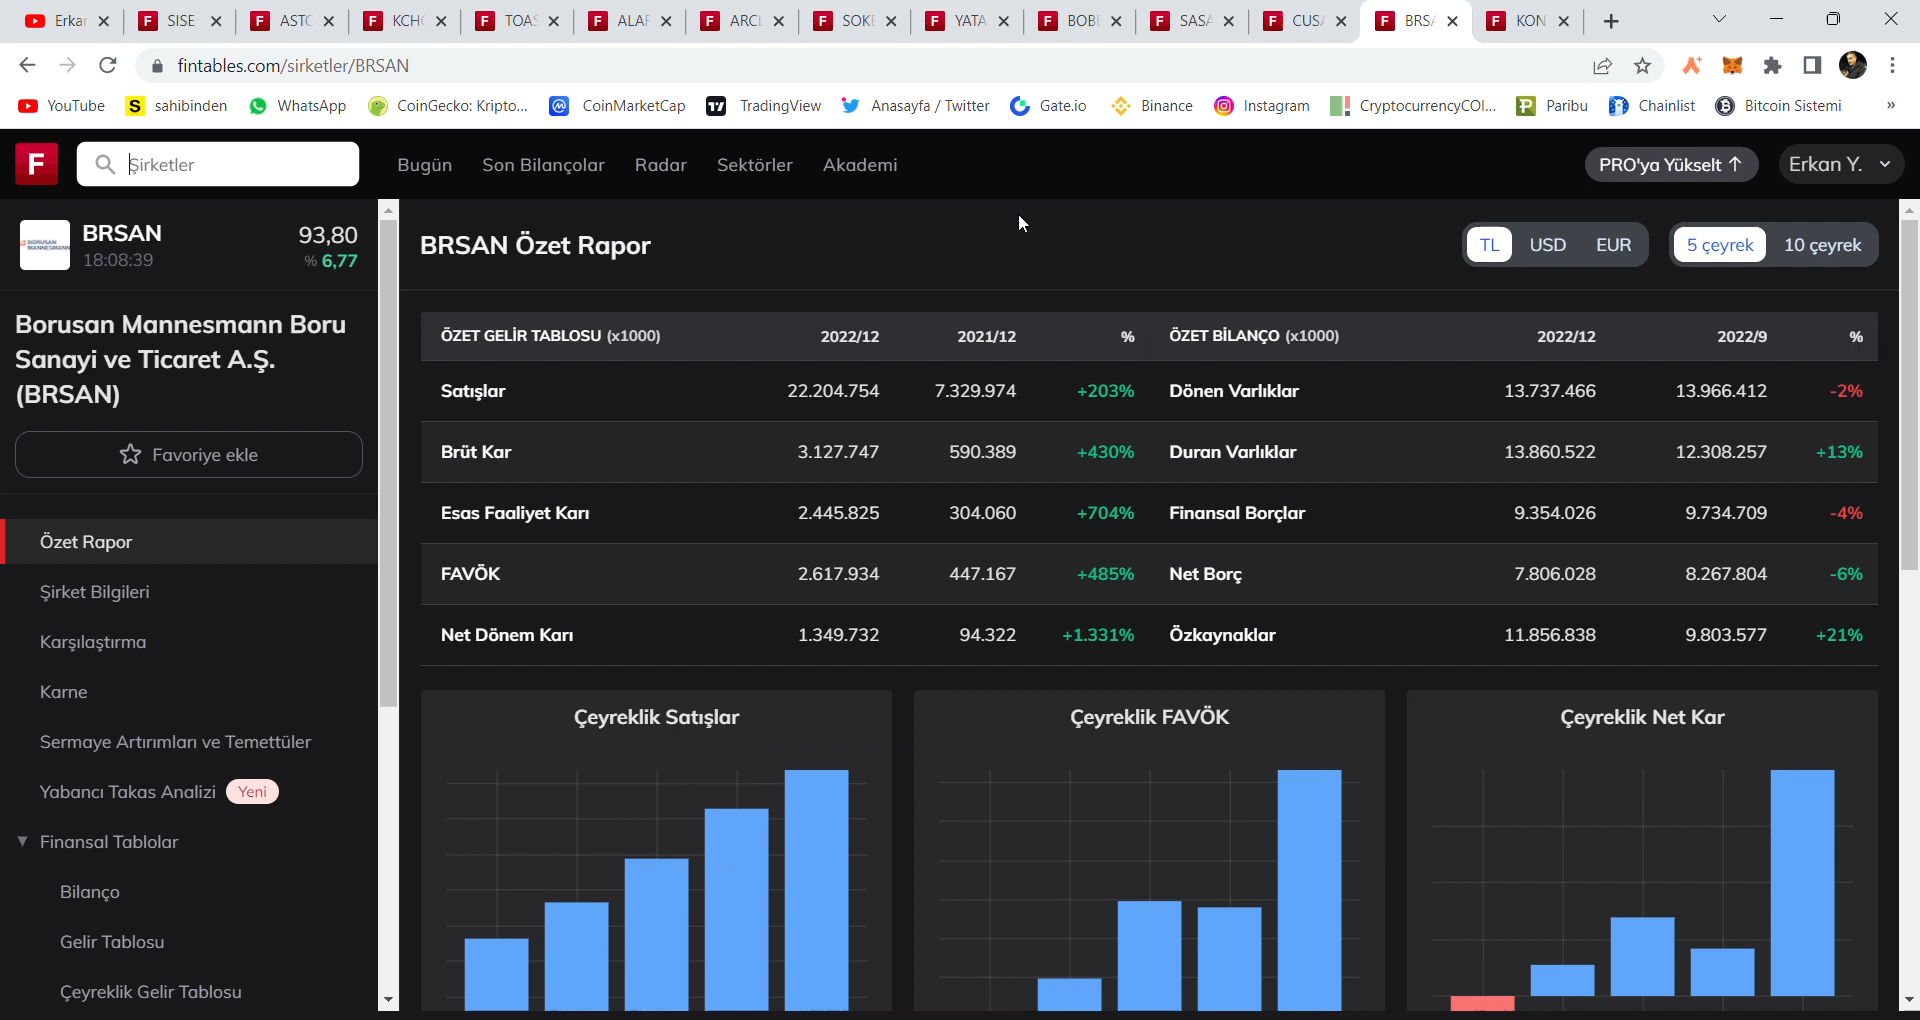 Erkan
SISE
ASTO
KCHO
TOAS
ALAR
ARCL
SOKE
YATA
BOBE
SASA
CUSA
BRSA
KON
fintables.com/sirketler/BRSAN
YouTube
sahibinden
WhatsApp
CoinGecko: Kripto...
CoinMarketCap
TradingView
Anasayfa / Twitter
Gate.io
Binance
Instagram
CryptocurrencyCOI...
Paribu
Chainlist
Bitcoin Sistemi
»
F
Şirketler
Bugün
Son Bilançolar
Radar
Sektörler
Akademi
PRO'ya Yükselt ↑
Erkan Y.
BORUSAN MANNESMANN
BRSAN 93,80
18:08:39 % 6,77
Borusan Mannesmann Boru
Sanayi ve Ticaret A.Ş.
(BRSAN)
Favoriye ekle
Özet Rapor
Şirket Bilgileri
Karşılaştırma
Karne
Sermaye Artırımları ve Temettüler
Yabancı Takas Analizi Yeni
Finansal Tablolar
Bilanço
Gelir Tablosu
Çeyreklik Gelir Tablosu
BRSAN Özet Rapor
TL USD EUR
5 çeyrek 10 çeyrek
ÖZET GELİR TABLOSU (x1000) 2022/12 2021/12 %
Satışlar 22.204.754 7.329.974 +203%
Brüt Kar 3.127.747 590.389 +430%
Esas Faaliyet Karı 2.445.825 304.060 +704%
FAVÖK 2.617.934 447.167 +485%
Net Dönem Karı 1.349.732 94.322 +1.331%
ÖZET BİLANÇO (x1000) 2022/12 2022/9 %
Dönen Varlıklar 13.737.466 13.966.412 -2%
Duran Varlıklar 13.860.522 12.308.257 +13%
Finansal Borçlar 9.354.026 9.734.709 -4%
Net Borç 7.806.028 8.267.804 -6%
Özkaynaklar 11.856.838 9.803.577 +21%
Çeyreklik Satışlar
Çeyreklik FAVÖK
Çeyreklik Net Kar